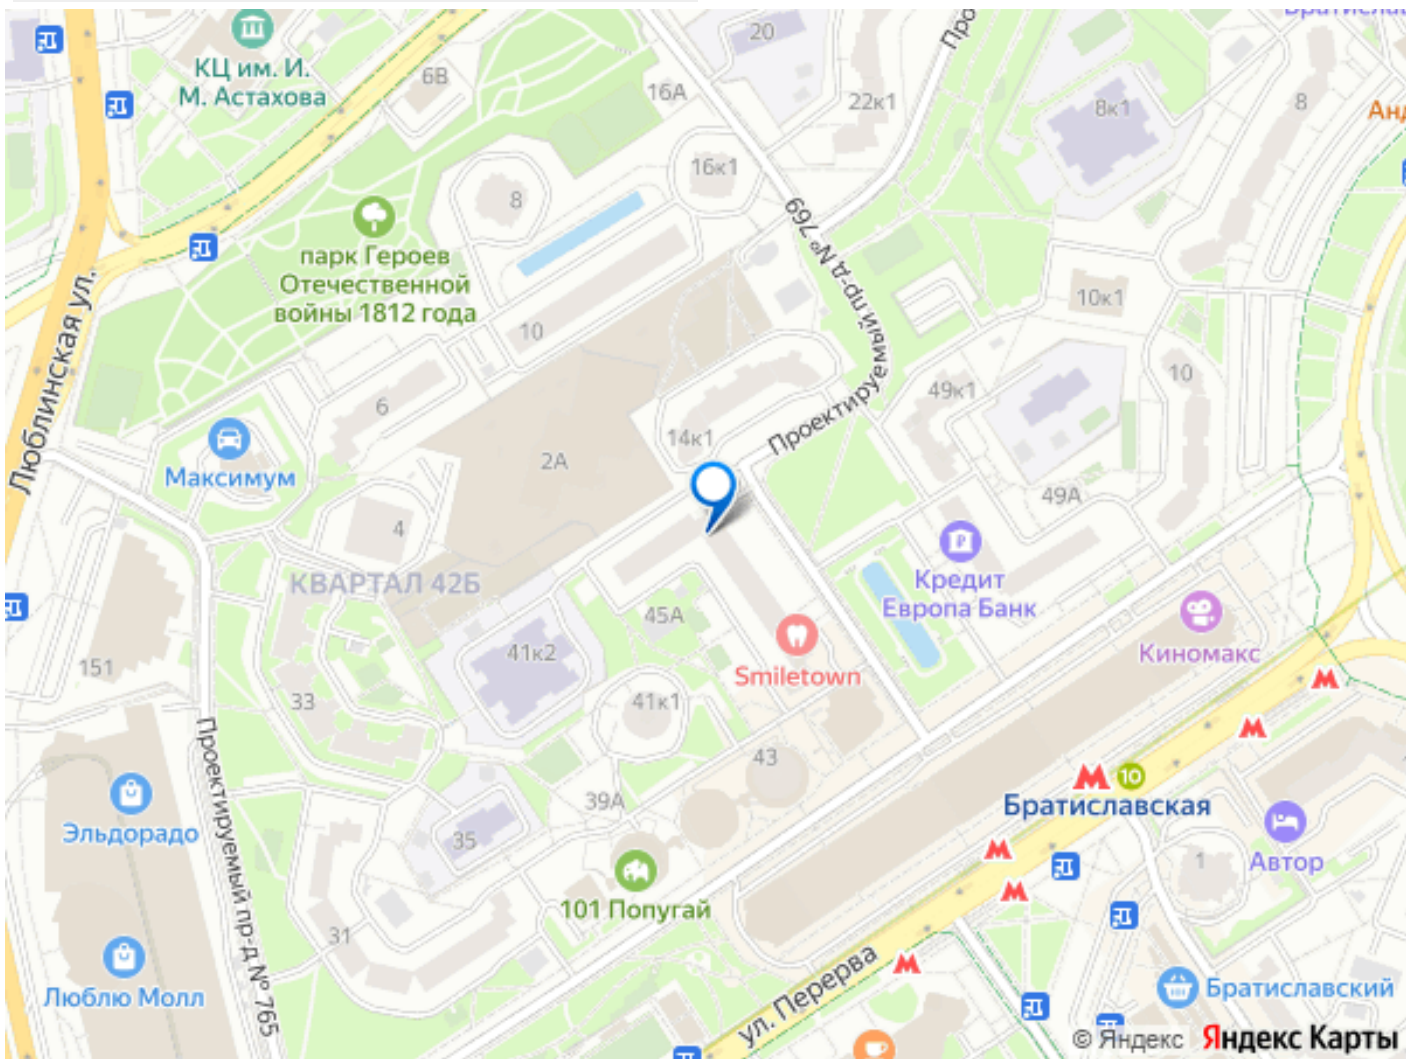 КЦ им. И.
М. Астахова
6В
16А
20
22к1
8к1
8
16к1
8
парк Героев
Отечественной
войны 1812 года
Проектируемый пр-д № 769
10к1
Люблинская ул.
10
6
10
49к1
14к1
Максимум
2А
49А
4
Кредит
Европа Банк
КВАРТАЛ 42Б
45А
Киномакс
41к2
Smiletown
151
33
41к1
Проектируемый пр-д № 765
43
10
Братиславская
Эльдорадо
39А
35
1
Автор
101 Попугай
31
ул. Перерва
Люблю Молл
Братиславский
© Яндекс Яндекс Карты